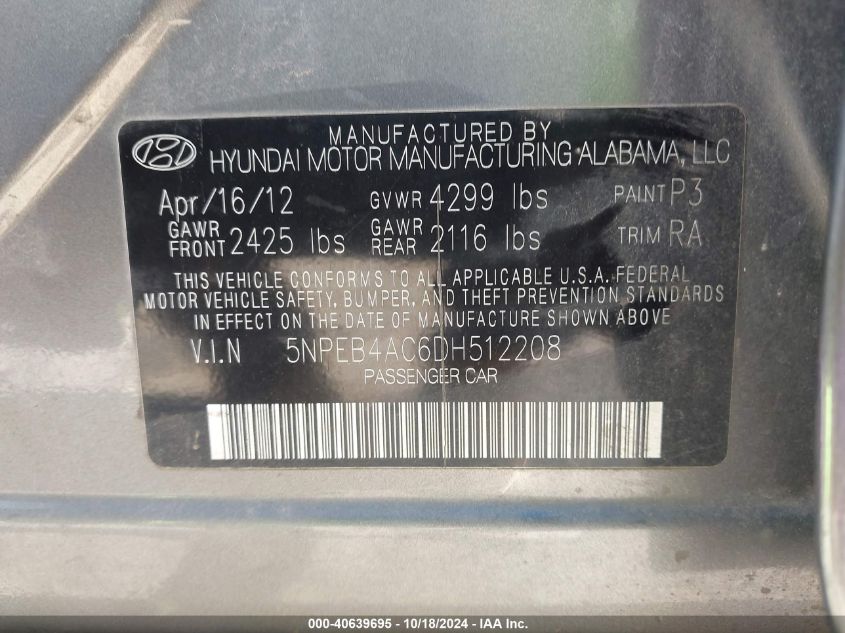 MANUFACTURED BY
HYUNDAI MOTOR MANUFACTURING ALABAMA, LLC
Apr/16/12 GVWR 4299 lbs PAINT P3
GAWR FRONT 2425 lbs GAWR REAR 2116 lbs TRIM RA
THIS VEHICLE CONFORMS TO ALL APPLICABLE U.S.A. FEDERAL
MOTOR VEHICLE SAFETY, BUMPER, AND THEFT PREVENTION STANDARDS
IN EFFECT ON THE DATE OF MANUFACTURE SHOWN ABOVE
V.I.N 5NPEB4AC6DH512208
PASSENGER CAR
000-40639695 - 10/18/2024 - IAA Inc.